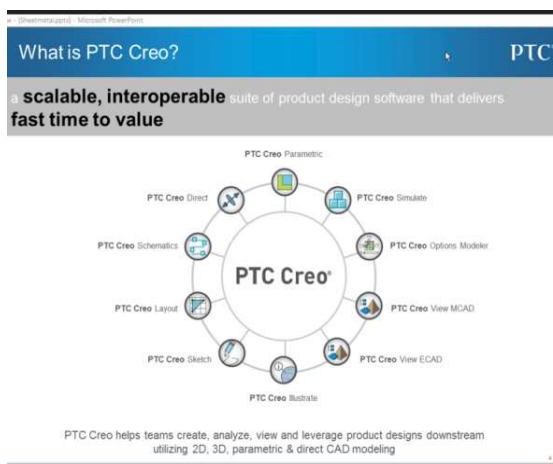 - [Sheetmetal.pptx] - Microsoft PowerPoint
What is PTC Creo?
PTC
a scalable, interoperable suite of product design software that delivers
fast time to value
PTC Creo Parametric
PTC Creo Direct
PTC Creo Simulate
PTC Creo Schematics
PTC Creo Options Modeler
PTC Creo®
PTC Creo Layout
PTC Creo View MCAD
PTC Creo Sketch
PTC Creo View ECAD
PTC Creo Illustrate
PTC Creo helps teams create, analyze, view and leverage product designs downstream
utilizing 2D, 3D, parametric & direct CAD modeling